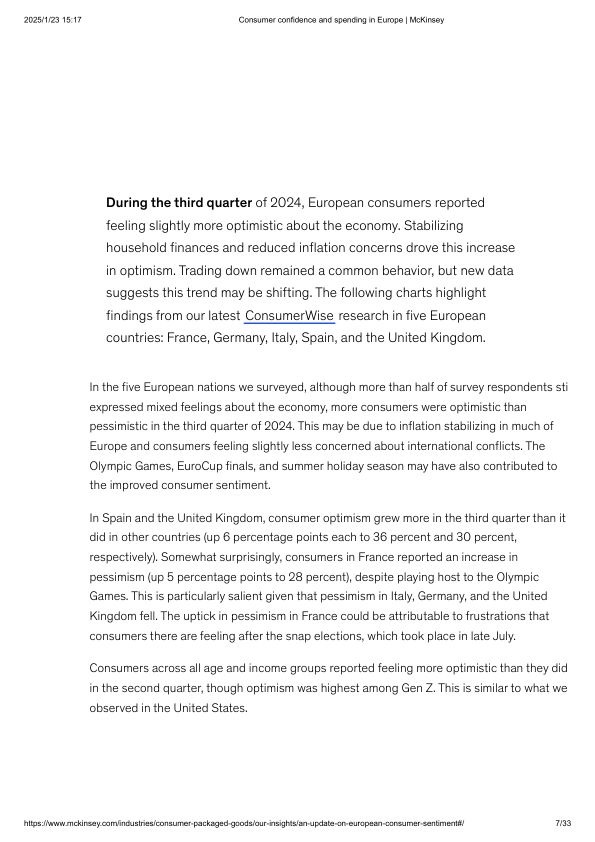 2025/1/23 15:17 Consumer confidence and spending in Europe | McKinsey
During the third quarter of 2024, European consumers reported
feeling slightly more optimistic about the economy. Stabilizing
household finances and reduced inflation concerns drove this increase
in optimism. Trading down remained a common behavior, but new data
suggests this trend may be shifting. The following charts highlight
findings from our latest ConsumerWise research in five European
countries: France, Germany, Italy, Spain, and the United Kingdom.
In the five European nations we surveyed, although more than half of survey respondents sti
expressed mixed feelings about the economy, more consumers were optimistic than
pessimistic in the third quarter of 2024. This may be due to inflation stabilizing in much of
Europe and consumers feeling slightly less concerned about international conflicts. The
Olympic Games, EuroCup finals, and summer holiday season may have also contributed to
the improved consumer sentiment.
In Spain and the United Kingdom, consumer optimism grew more in the third quarter than it
did in other countries (up 6 percentage points each to 36 percent and 30 percent,
respectively). Somewhat surprisingly, consumers in France reported an increase in
pessimism (up 5 percentage points to 28 percent), despite playing host to the Olympic
Games. This is particularly salient given that pessimism in Italy, Germany, and the United
Kingdom fell. The uptick in pessimism in France could be attributable to frustrations that
consumers there are feeling after the snap elections, which took place in late July.
Consumers across all age and income groups reported feeling more optimistic than they did
in the second quarter, though optimism was highest among Gen Z. This is similar to what we
observed in the United States.
https://www.mckinsey.com/industries/consumer-packaged-goods/our-insights/an-update-on-european-consumer-sentiment#/ 7/33